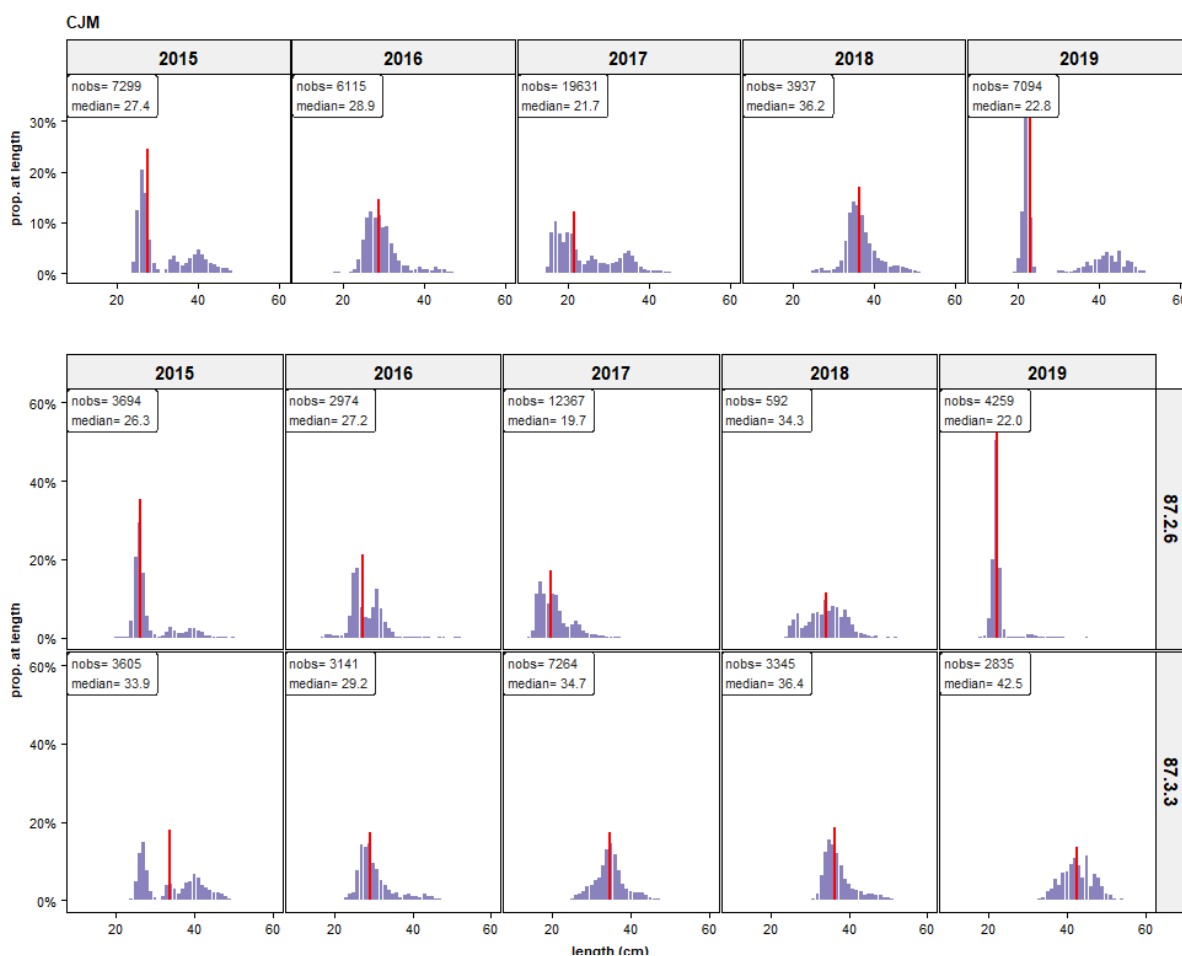 CJM
2015 2016 2017 2018 2019
nobs= 7299
median= 27.4
nobs= 6115
median= 28.9
nobs= 19631
median= 21.7
nobs= 3937
median= 36.2
nobs= 7094
median= 22.8
prop. at length
30%
20%
10%
0%
20 40 60 20 40 60 20 40 60 20 40 60 20 40 60
2015 2016 2017 2018 2019
nobs= 3694
median= 26.3
nobs= 2974
median= 27.2
nobs= 12367
median= 19.7
nobs= 592
median= 34.3
nobs= 4259
median= 22.0
prop. at length
60%
40%
20%
0%
87.2.6
nobs= 3605
median= 33.9
nobs= 3141
median= 29.2
nobs= 7264
median= 34.7
nobs= 3345
median= 36.4
nobs= 2835
median= 42.5
prop. at length
60%
40%
20%
0%
87.3.3
20 40 60 20 40 60 20 40 60 20 40 60 20 40 60
length (cm)